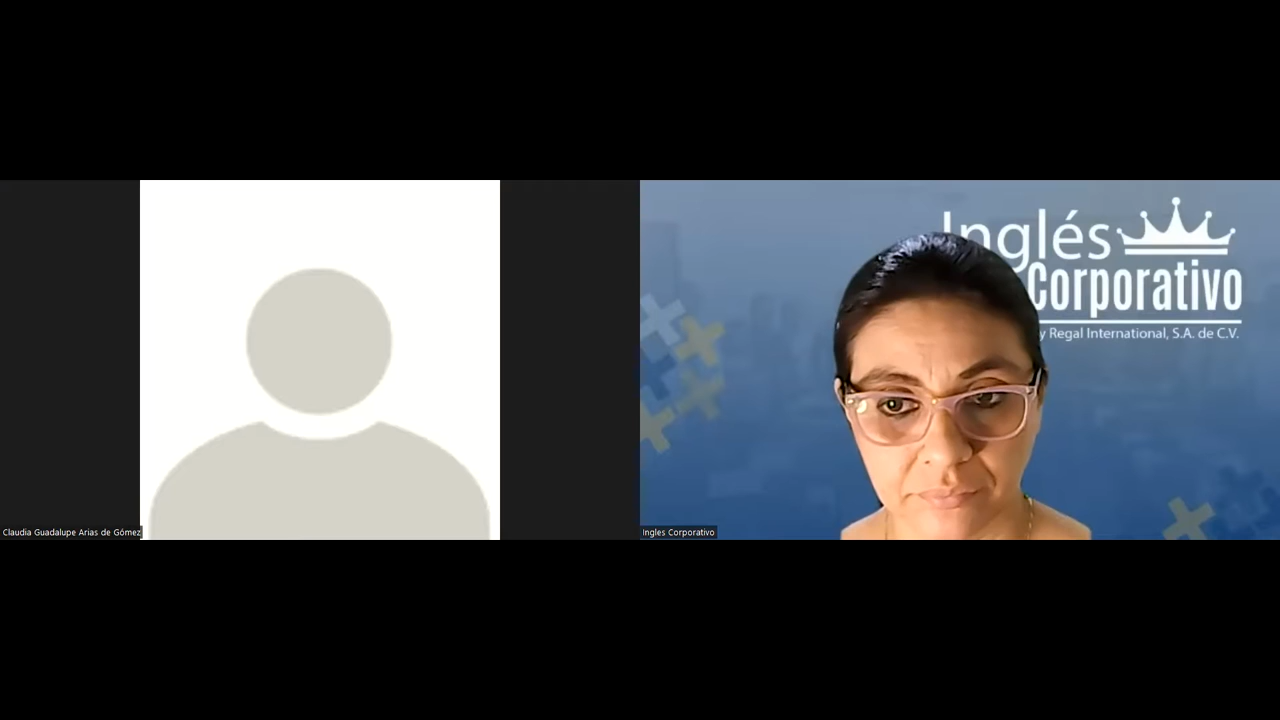 Inglés
Corporativo
y Regal International, S.A. de C.V.
Claudia Guadalupe Arias de Gómez
Ingles Corporativo